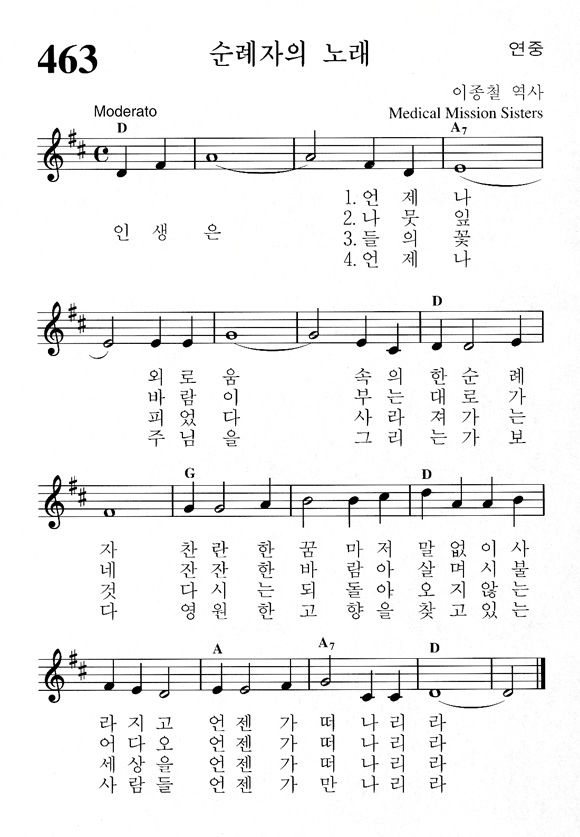 463
순례자의 노래
연중
이종철 역사
Medical Mission Sisters
Moderato
D A7
1. 언 제 나
2. 나 뭇 잎
인 생 은 3. 들 의 꽃
4. 언 제 나
D
외 로 움 속 의 한 순 례
바 람 이 부 는 대 로 가
피 었 다 사 라 져 가 는
주 님 을 그 리 는 가 보
G D
자 찬 란 한 꿈 마 저 말 없 이 사
네 잔 잔 한 바 람 아 살 며 시 불
것 다 시 는 되 돌 아 오 지 않 는
다 영 원 한 고 향 을 찾 고 있 는
A A7 D
라 지 고 언 젠 가 떠 나 리 라
어 다 오 언 젠 가 떠 나 리 라
세 상 을 언 젠 가 떠 나 리 라
사 람 들 언 젠 가 만 나 리 라